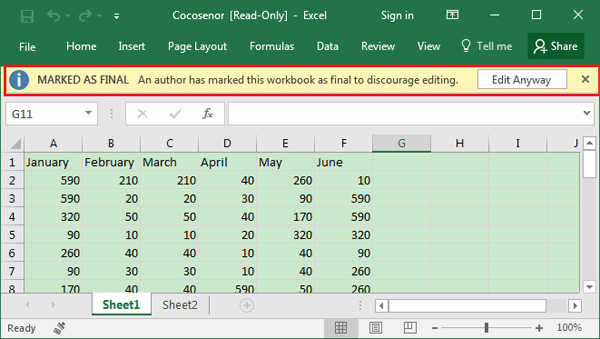 Cocosenor [Read-Only] - Excel Sign in
File Home Insert Page Layout Formulas Data Review View Tell me Share
MARKED AS FINAL An author has marked this workbook as final to discourage editing. Edit Anyway
G11 fx
A B C D E F G H I J
1 January February March April May June
2 590 210 210 40 260 10
3 590 20 20 30 90 590
4 320 50 50 40 170 590
5 90 10 10 20 320 320
6 260 40 40 10 40 90
7 90 30 30 10 40 260
8 170 40 40 590 50 260
Sheet1 Sheet2
Ready 100%